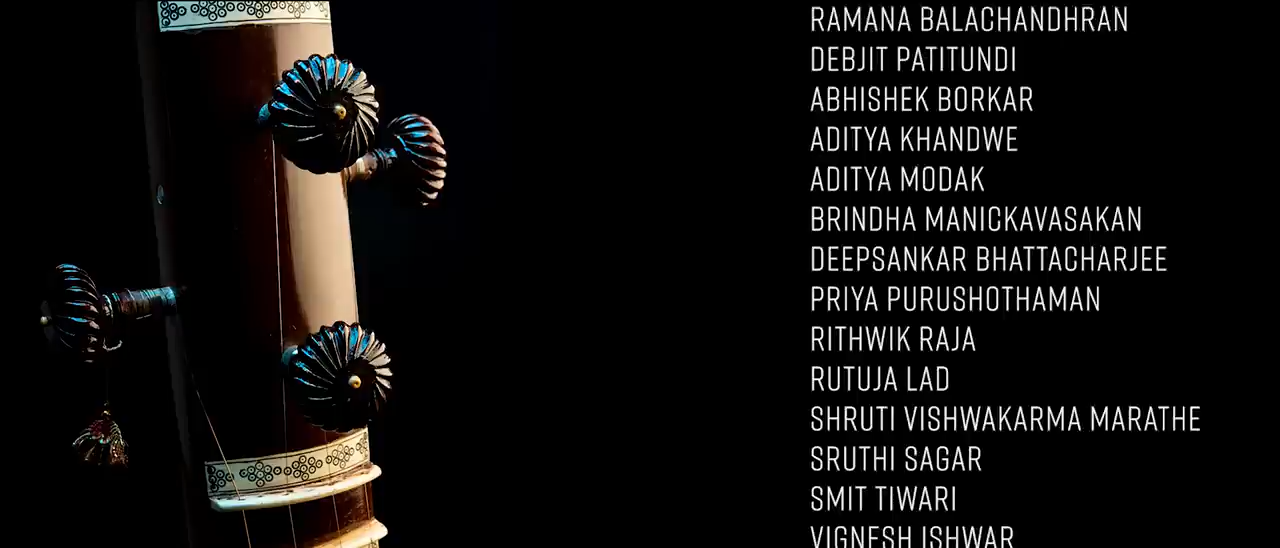 RAMANA BALACHANDHRAN
DEBJIT PATITUNDI
ABHISHEK BORKAR
ADITYA KHANDWE
ADITYA MODAK
BRINDHA MANICKAVASAKAN
DEEPSANKAR BHATTACHARJEE
PRIYA PURUSHOTHAMAN
RITHWIK RAJA
RUTUJA LAD
SHRUTI VISHWAKARMA MARATHE
SRUTHI SAGAR
SMIT TIWARI
VIGNESH ISHWAR